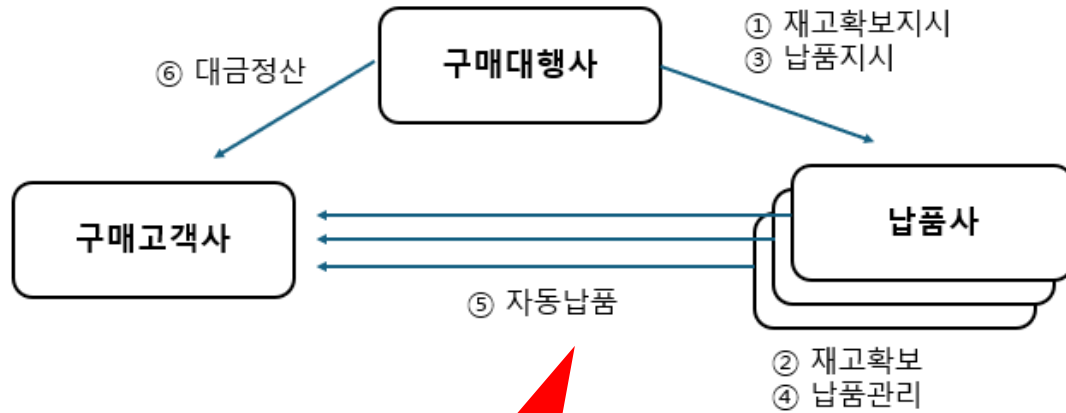 구매대행사
① 재고확보지시
③ 납품지시
⑥ 대금정산
구매고객사
납품사
⑤ 자동납품
② 재고확보
④ 납품관리